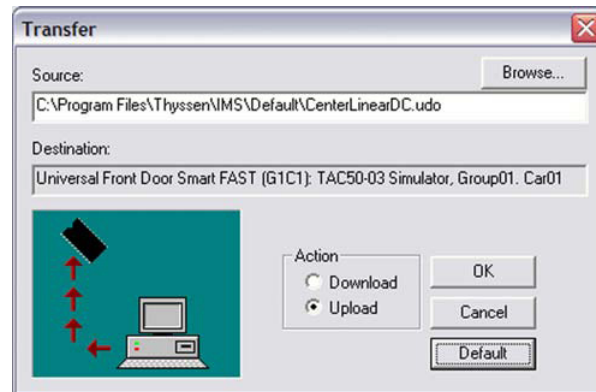 Transfer
Source:
Browse...
C:\Program Files\Thyssen\IMS\Default\CenterLinearDC.udo
Destination:
Universal Front Door Smart FAST (G1C1): TAC50-03 Simulator, Group01. Car01
Action
Download
Upload
OK
Cancel
Default